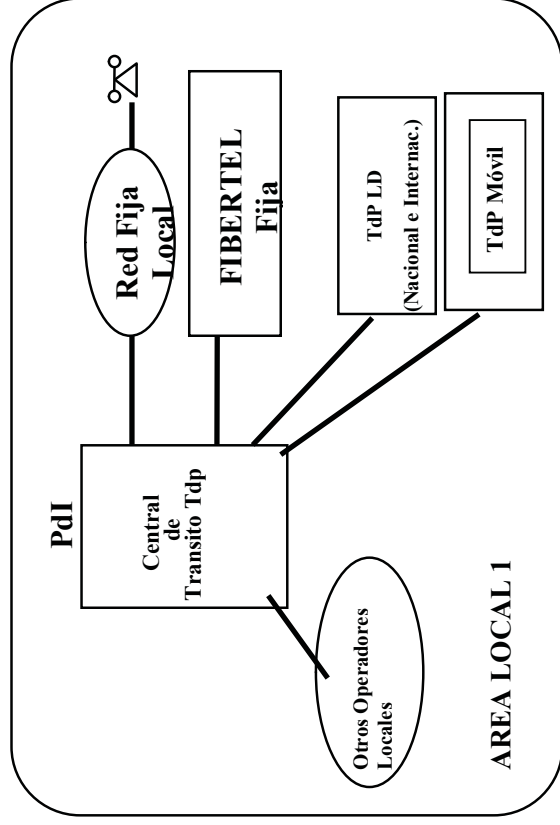 PdI
Central
de
Transito Tdp
Red Fija
Local
FIBERTEL
Fija
TdP LD
(Nacional e Internac.)
TdP Móvil
Otros Operadores
Locales
AREA LOCAL 1